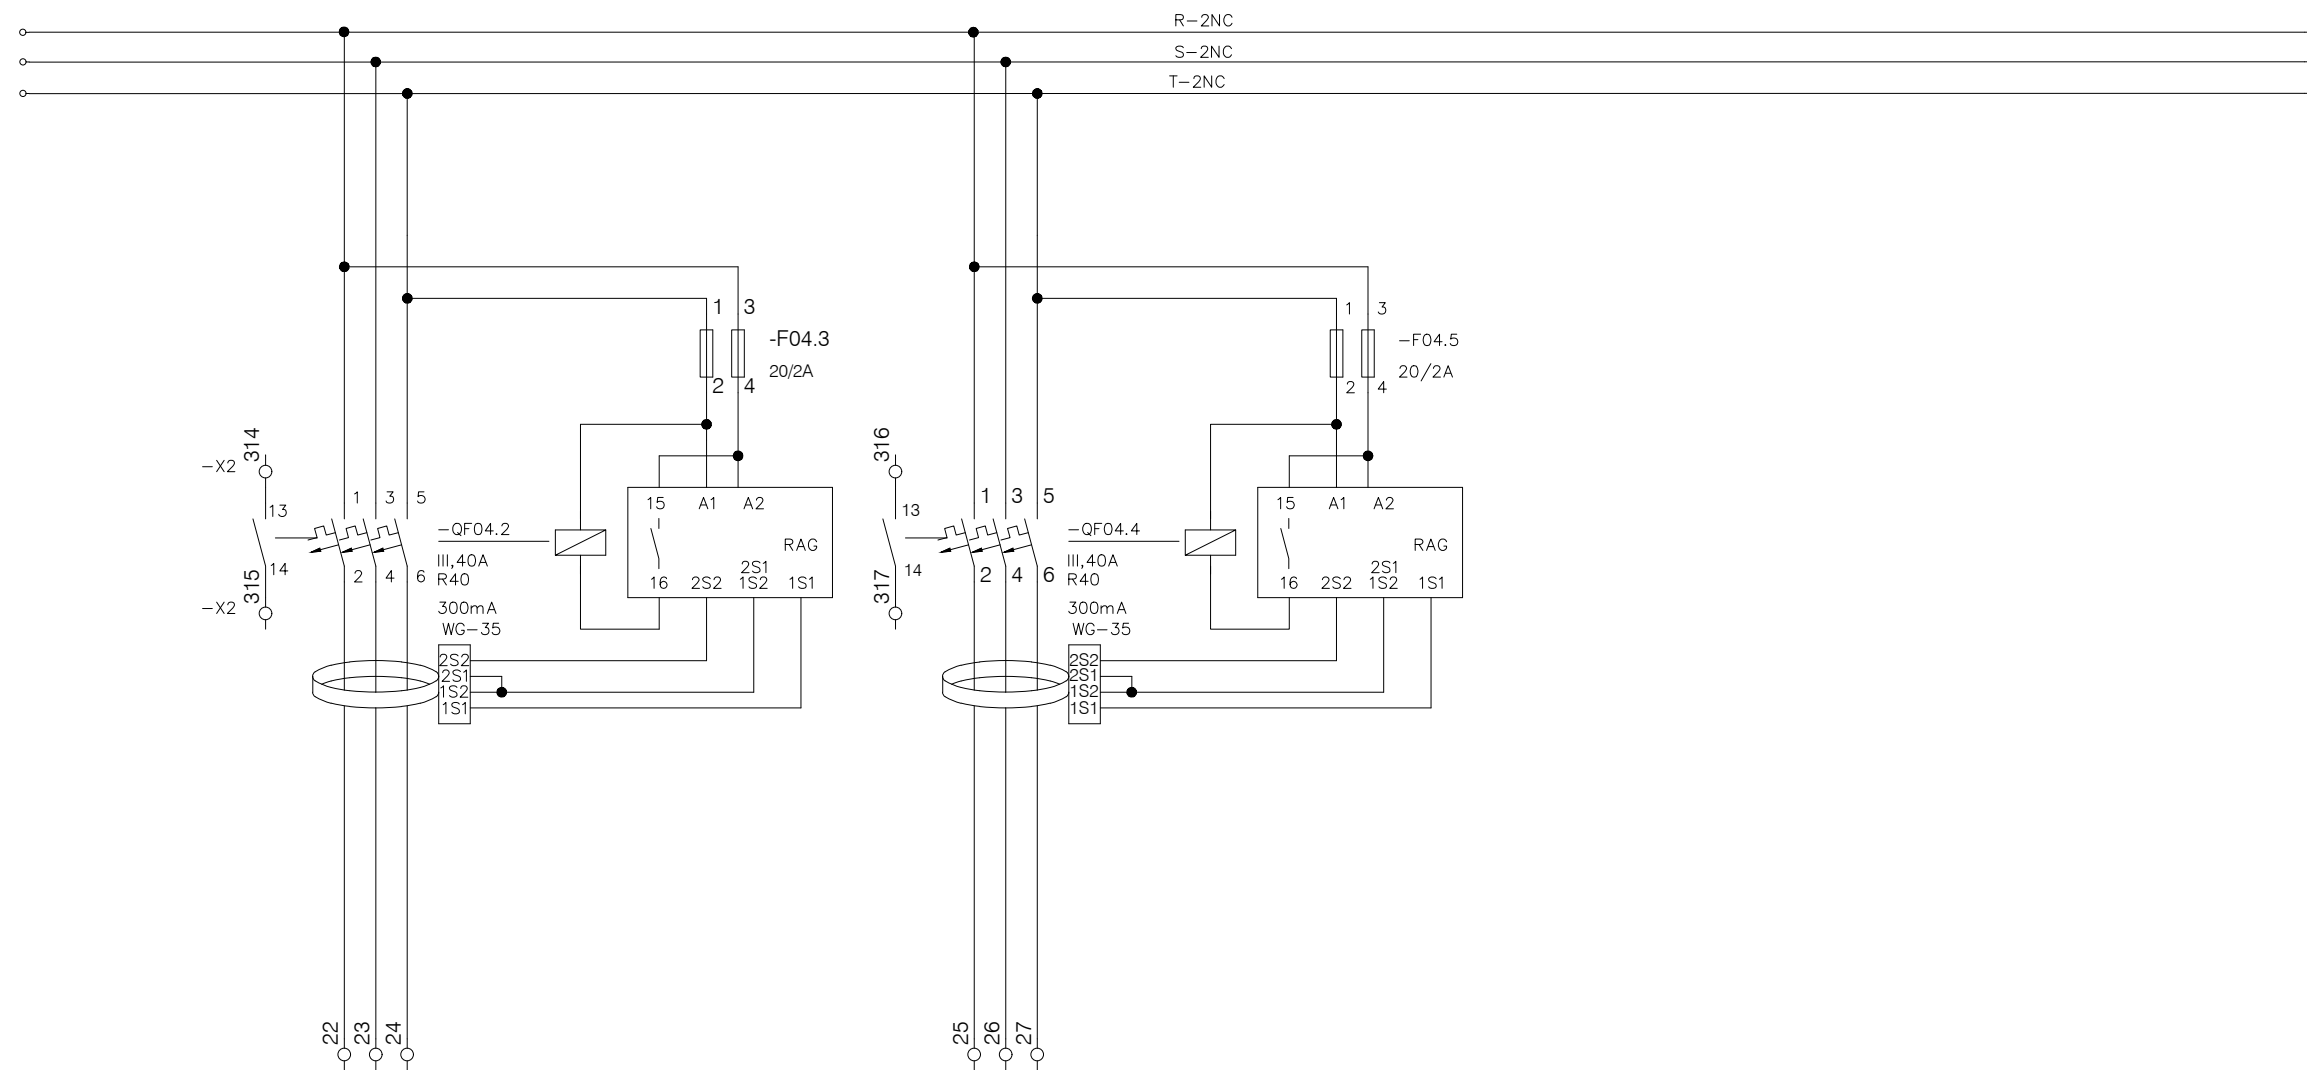 R-2NC
S-2NC
T-2NC
1 3
-F04.3
20/2A
2 4
1 3
-F04.5
20/2A
2 4
-X2 314
13
14
-X2 315
1 3 5
2 4 6
-QF04.2
III,40A
R40
300mA
WG-35
15 A1 A2
RAG
2S1
16 2S2 1S2 1S1
2S2
2S1
1S2
1S1
316
13
14
317
1 3 5
2 4 6
-QF04.4
III,40A
R40
300mA
WG-35
15 A1 A2
RAG
2S1
16 2S2 1S2 1S1
2S2
2S1
1S2
1S1
22 23 24
25 26 27